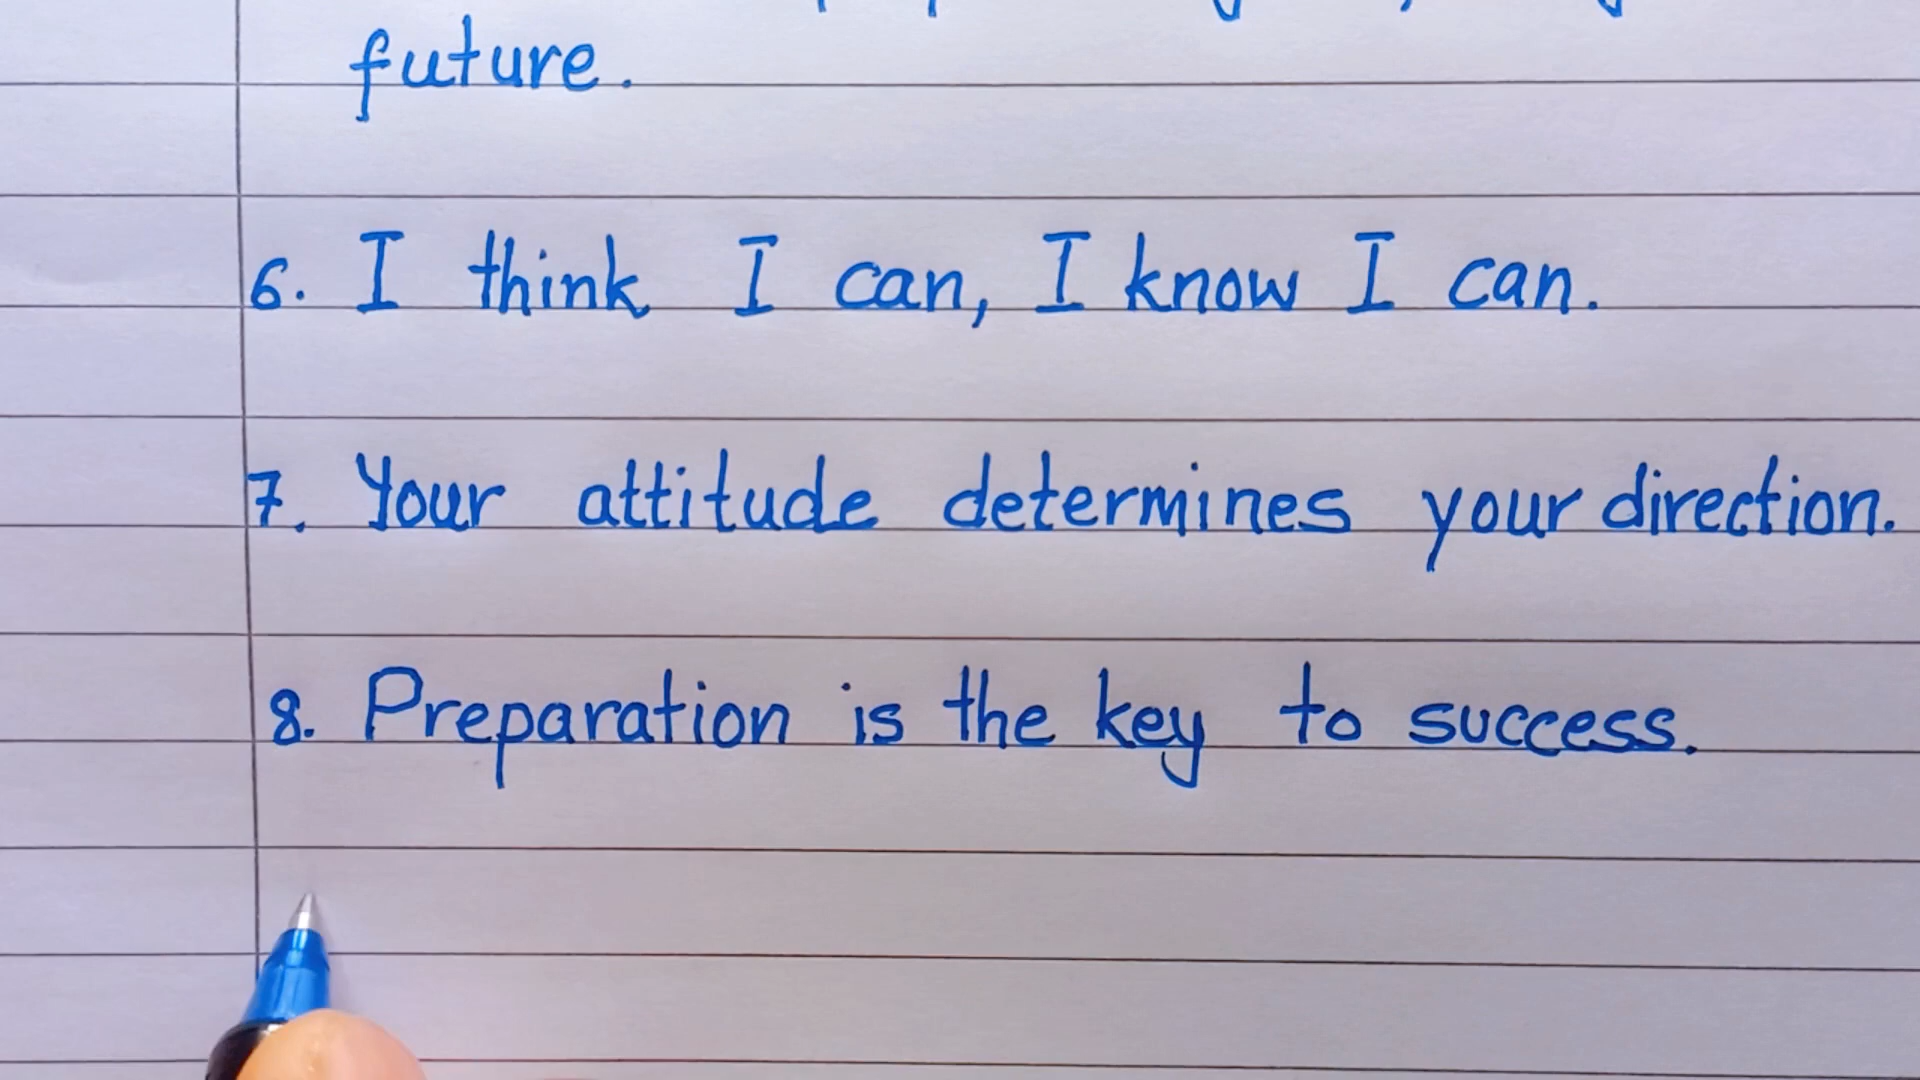 future.
6. I think I can, I know I can.
7. Your attitude determines your direction.
8. Preparation is the key to success.